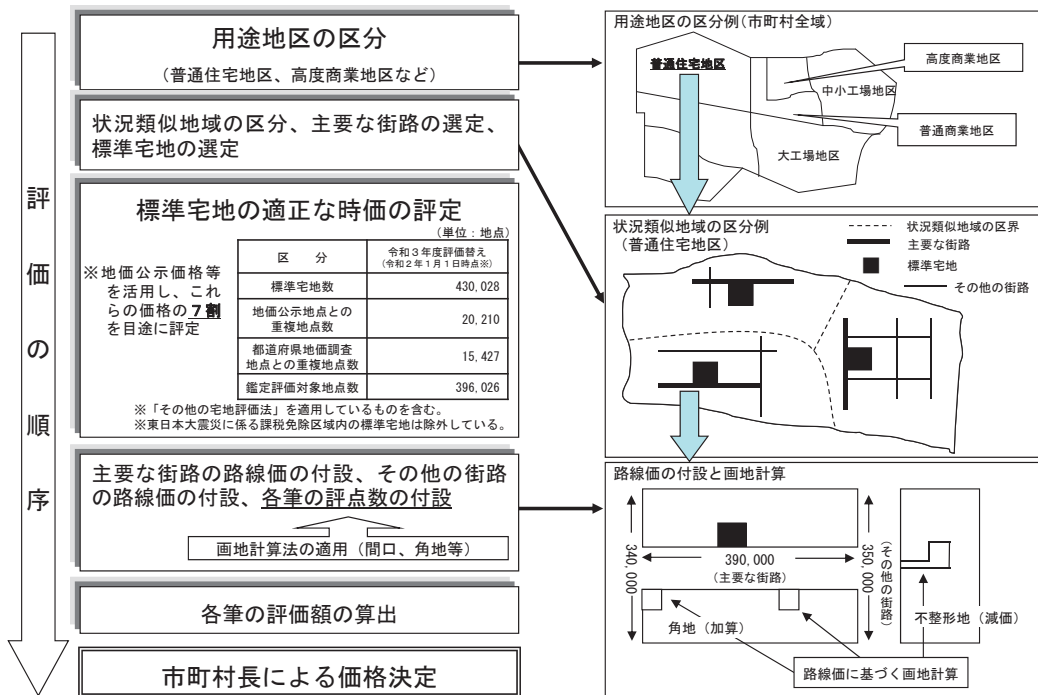 評価の順序
用途地区の区分
(普通住宅地区、高度商業地区など)
状況類似地域の区分、主要な街路の選定、
標準宅地の選定
標準宅地の適正な時価の評定
(単位：地点)
※地価公示価格等
を活用し、これ
らの価格の７割
を目途に評定
区　分
令和３年度評価替え
(令和２年１月１日時点※)
標準宅地数
430,028
地価公示地点との
重複地点数
20,210
都道府県地価調査
地点との重複地点数
15,427
鑑定評価対象地点数
396,026
※「その他の宅地評価法」を適用しているものを含む。
※東日本大震災に係る課税免除区域内の標準宅地は除外している。
主要な街路の路線価の付設、その他の街路
の路線価の付設、各筆の評点数の付設
画地計算法の適用（間口、角地等）
各筆の評価額の算出
市町村長による価格決定
用途地区の区分例(市町村全域)
普通住宅地区
高度商業地区
中小工場地区
普通商業地区
大工場地区
状況類似地域の区分例
(普通住宅地区)
状況類似地域の区界
主要な街路
標準宅地
その他の街路
路線価の付設と画地計算
340,000
390,000
(主要な街路)
350,000
(その他の街路)
角地（加算）
不整形地（減価）
路線価に基づく画地計算